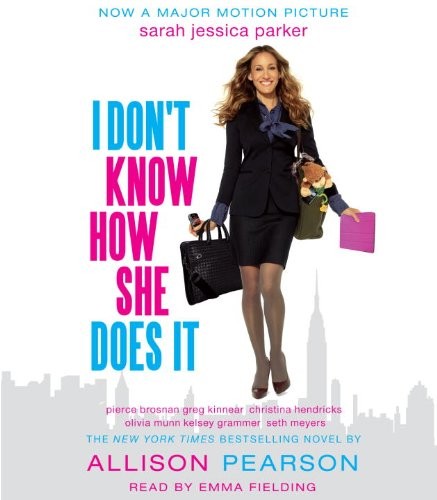 NOW A MAJOR MOTION PICTURE
sarah jessica parker
I DON'T
KNOW
HOW
SHE
DOES IT
pierce brosnan greg kinnear christina hendricks
olivia munn kelsey grammer seth meyers
THE NEW YORK TIMES BESTSELLING NOVEL BY
ALLISON PEARSON
READ BY EMMA FIELDING